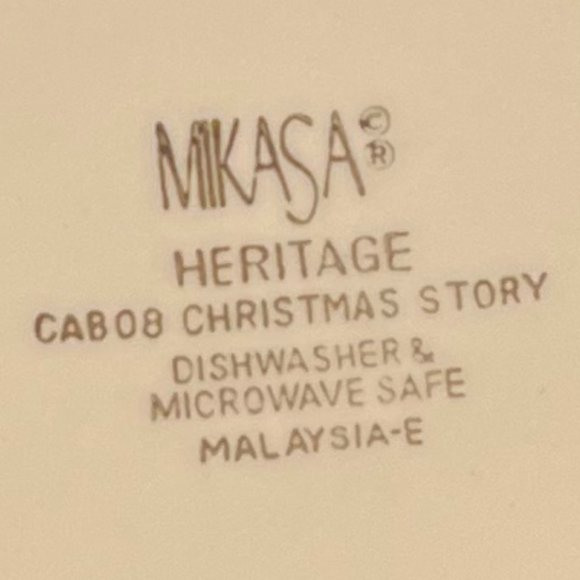 MIKASA © ®
HERITAGE
CAB08 CHRISTMAS STORY
DISHWASHER &
MICROWAVE SAFE
MALAYSIA-E